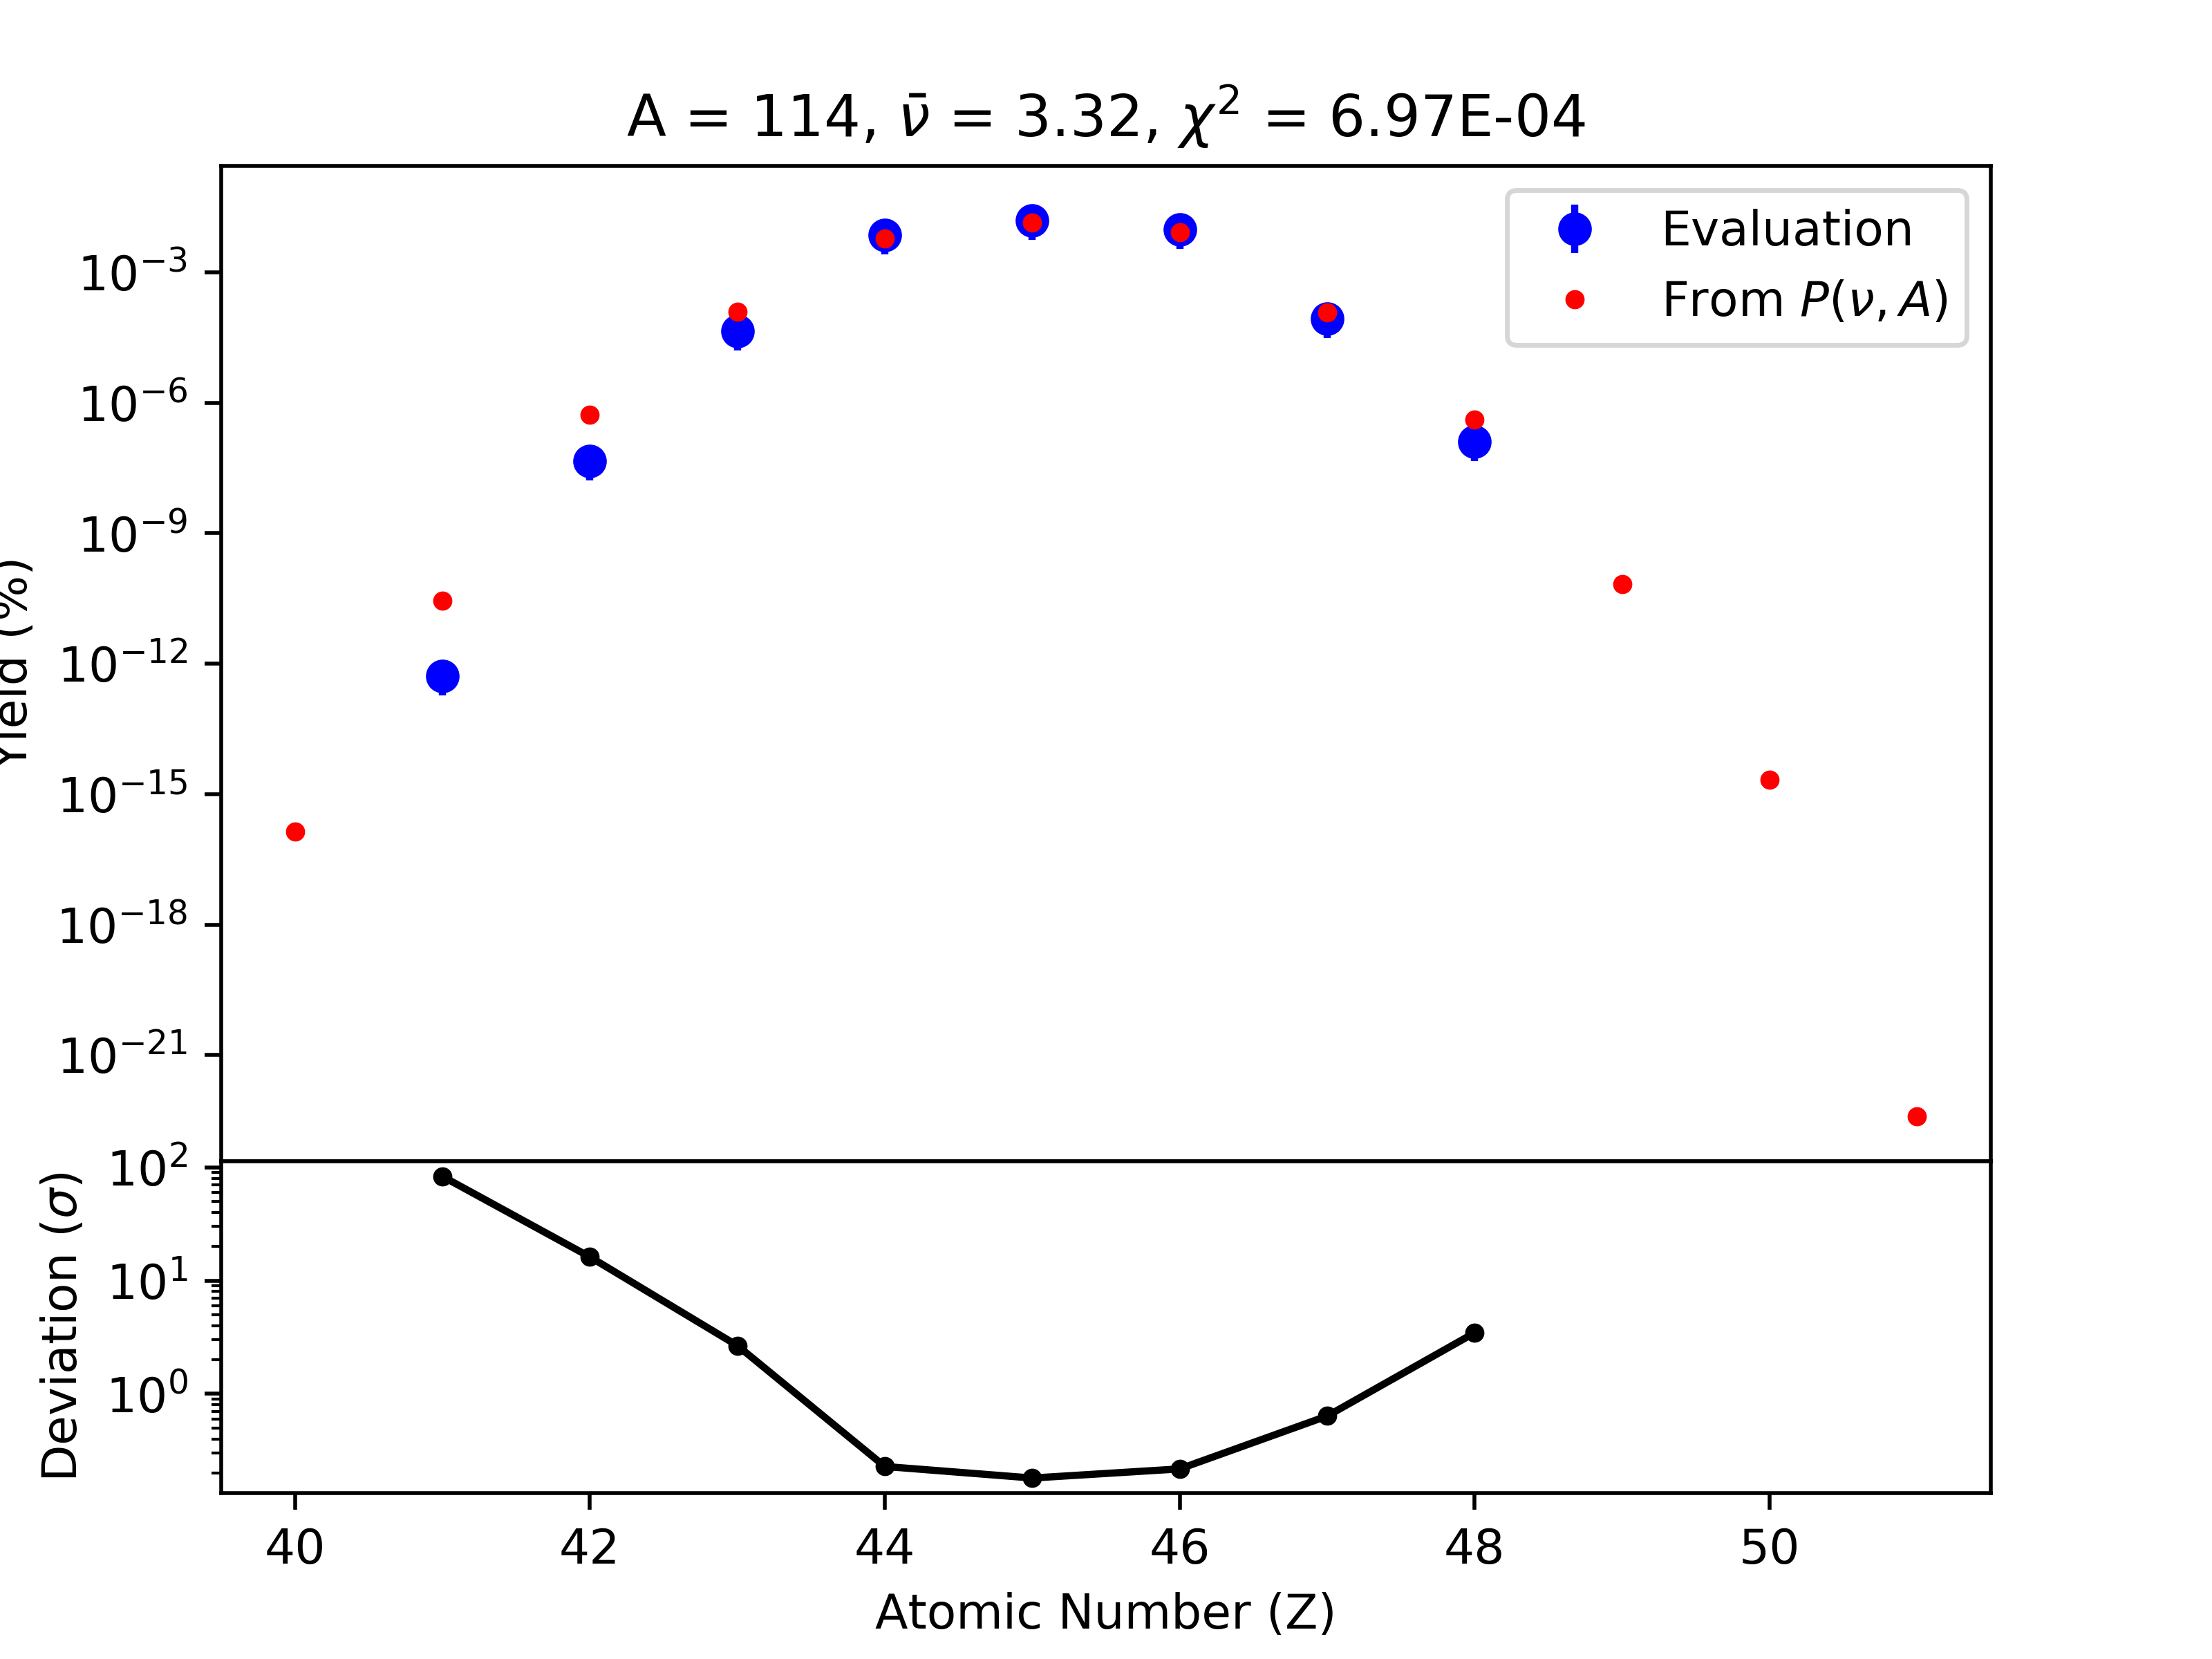 A = 114, ν̄ = 3.32, χ² = 6.97E-04
Evaluation
From P(ν, A)
Yield (%)
10⁻³
10⁻⁶
10⁻⁹
10⁻¹²
10⁻¹⁵
10⁻¹⁸
10⁻²¹
Deviation (σ)
10²
10¹
10⁰
40 42 44 46 48 50
Atomic Number (Z)